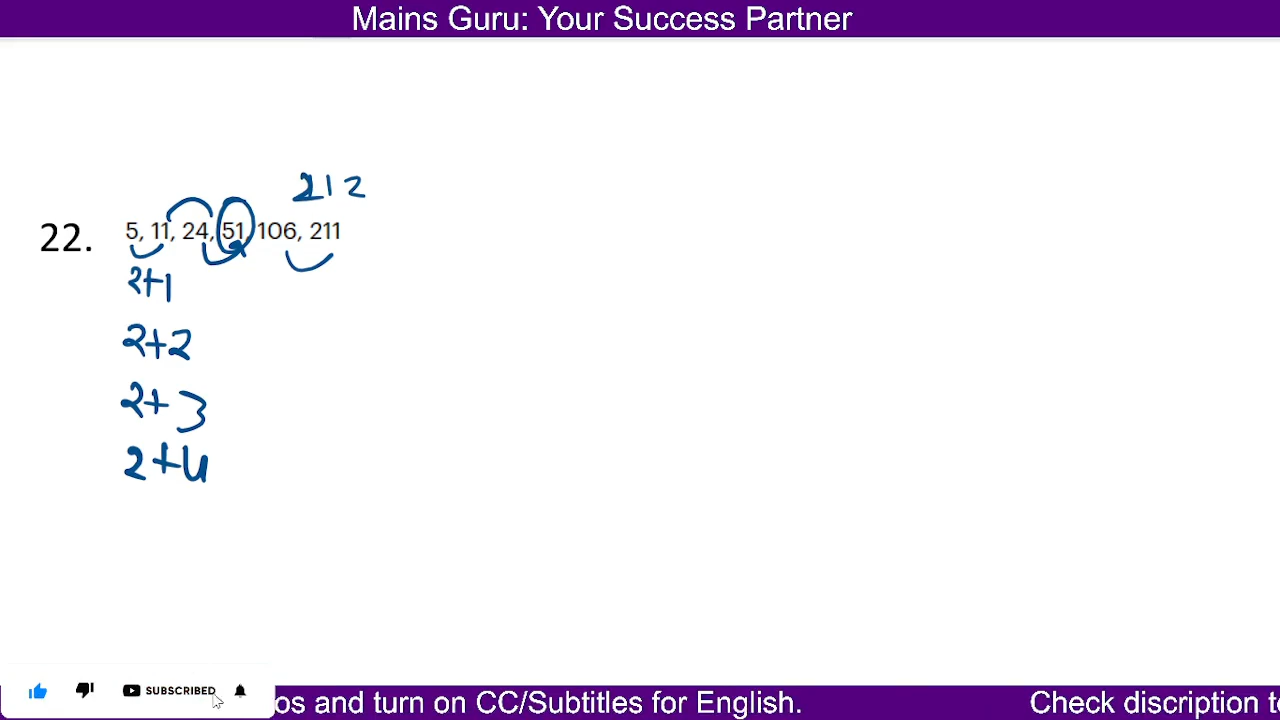 Mains Guru: Your Success Partner
212
22. 5, 11, 24, 51, 106, 211
2+1
2+2
2+3
2+4
SUBSCRIBED
os and turn on CC/Subtitles for English. Check discription to